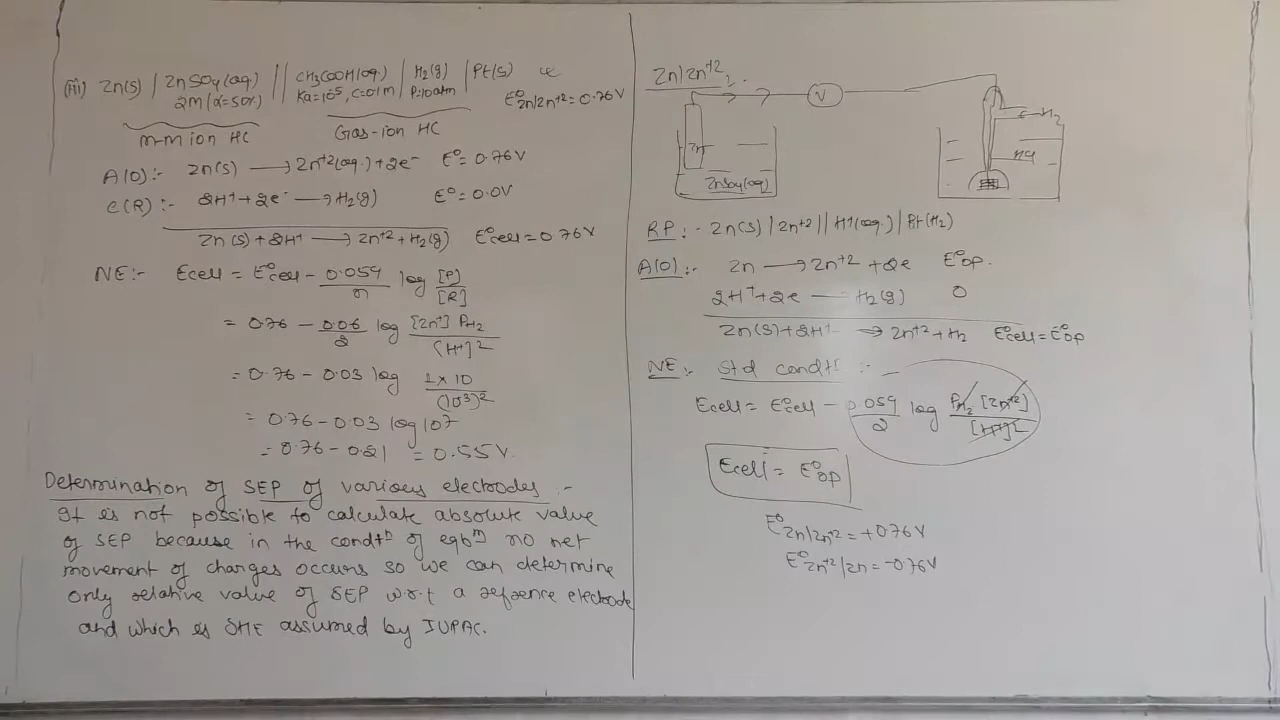 (iii) Zn(s) | ZnSO4(aq.) || CH3COOH(aq.) | H2(g) | Pt(s)
2M(α=50%) Ka=10-5, C=0.1M P=10atm E°Zn/Zn+2=0.76V
m-m ion HC Gas-ion HC
A(O):- Zn(s) → Zn+2(aq.)+2e- E°=0.76V
C(R):- 2H+ + 2e- → H2(g) E°=0.0V
Zn(s)+2H+ → Zn+2+H2(g) E°cell=0.76V
NE:- Ecell = E°cell - 0.059/n log [P]/[R]
= 0.76 - 0.06/2 log [Zn+2] PH2/[H+]2
= 0.76 - 0.03 log 1×10/(10-3)2
= 0.76 - 0.03 log 107
= 0.76 - 0.21 = 0.55V
Determination of SEP of various electrodes :-
It is not possible to calculate absolute value
of SEP because in the condtn of eqbm no net
movement of charges occurs so we can determine
only relative value of SEP w.r.t a refrence electrode
and which is SHE assumed by IUPAC.
Zn/Zn+2
V
H2
Zn
ZnSO4(aq)
RP:- Zn(s) | Zn+2 || H+(aq.) | Pt(H2)
A(O):- Zn → Zn+2 + 2e E°op.
2H+ + 2e → H2(g) 0
Zn(s)+2H+ → Zn+2+H2 E°cell=E°op
NE:- Std condtn :-
Ecell = E°cell - 0.059/2 log PH2 [Zn+2]/[H+]2
Ecell = E°op
E°Zn/Zn+2 = +0.76V
E°Zn+2/Zn = -0.76V